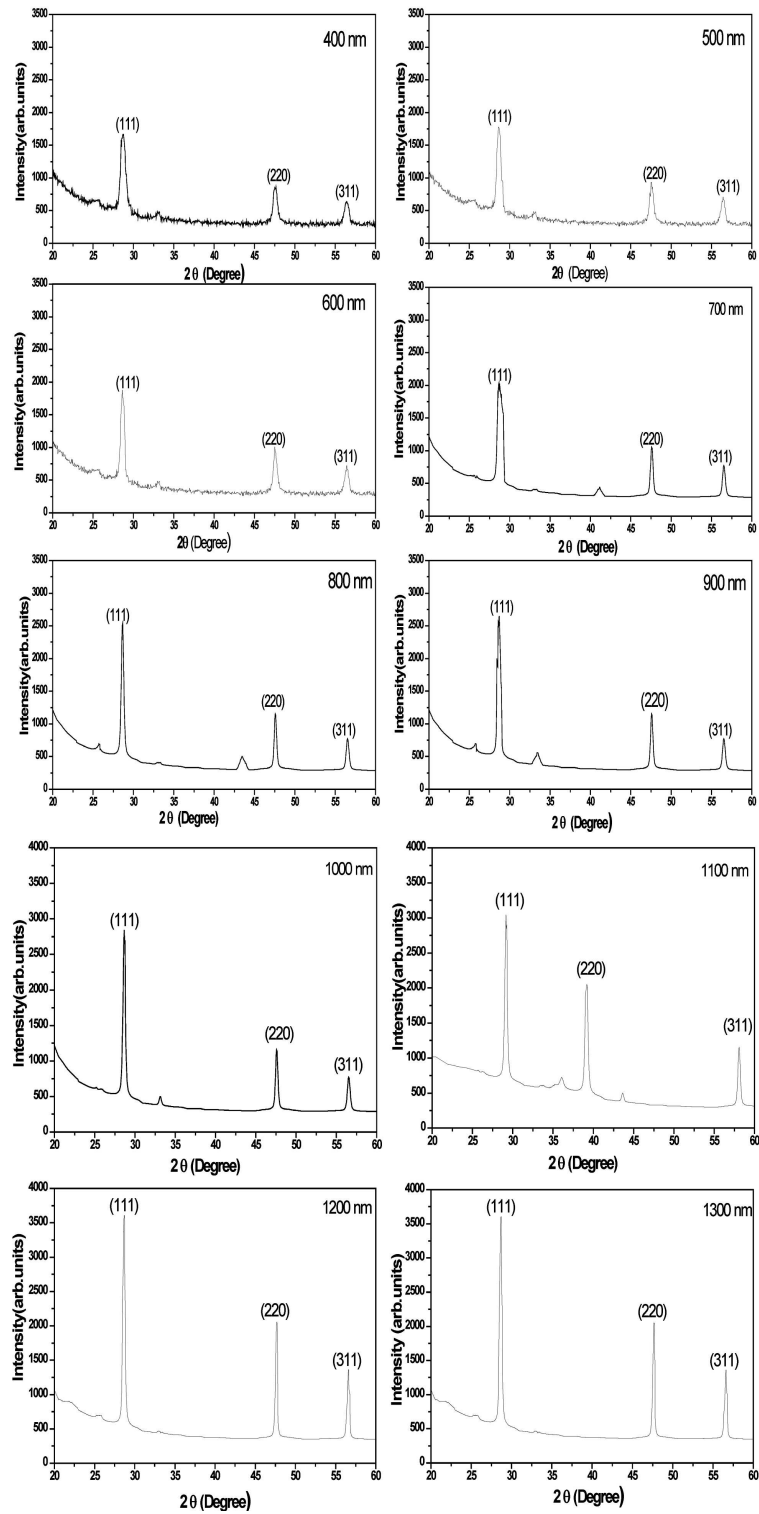 400 nm
Intensity(arb.units)
3500
3000
2500
2000
1500
1000
500
0
(111)
(220)
(311)
20 25 30 35 40 45 50 55 60
2θ (Degree)
500 nm
Intensity(arb.units)
3500
3000
2500
2000
1500
1000
500
0
(111)
(220)
(311)
20 25 30 35 40 45 50 55 60
2θ (Degree)
600 nm
Intensity(arb.units)
3500
3000
2500
2000
1500
1000
500
0
(111)
(220)
(311)
20 25 30 35 40 45 50 55 60
2θ (Degree)
700 nm
Intensity(arb.units)
3500
3000
2500
2000
1500
1000
500
0
(111)
(220)
(311)
20 25 30 35 40 45 50 55 60
2θ (Degree)
800 nm
Intensity(arb.units)
3500
3000
2500
2000
1500
1000
500
0
(111)
(220)
(311)
20 25 30 35 40 45 50 55 60
2θ (Degree)
900 nm
Intensity(arb.units)
3500
3000
2500
2000
1500
1000
500
0
(111)
(220)
(311)
20 25 30 35 40 45 50 55 60
2θ (Degree)
1000 nm
Intensity(arb.units)
4000
3500
3000
2500
2000
1500
1000
500
0
(111)
(220)
(311)
20 25 30 35 40 45 50 55 60
2θ (Degree)
1100 nm
Intensity(arb.units)
4000
3500
3000
2500
2000
1500
1000
500
0
(111)
(220)
(311)
20 25 30 35 40 45 50 55 60
2θ (Degree)
1200 nm
Intensity(arb.units)
4000
3500
3000
2500
2000
1500
1000
500
0
(111)
(220)
(311)
20 25 30 35 40 45 50 55 60
2θ (Degree)
1300 nm
Intensity (arb.units)
4000
3500
3000
2500
2000
1500
1000
500
0
(111)
(220)
(311)
20 25 30 35 40 45 50 55 60
2θ (Degree)